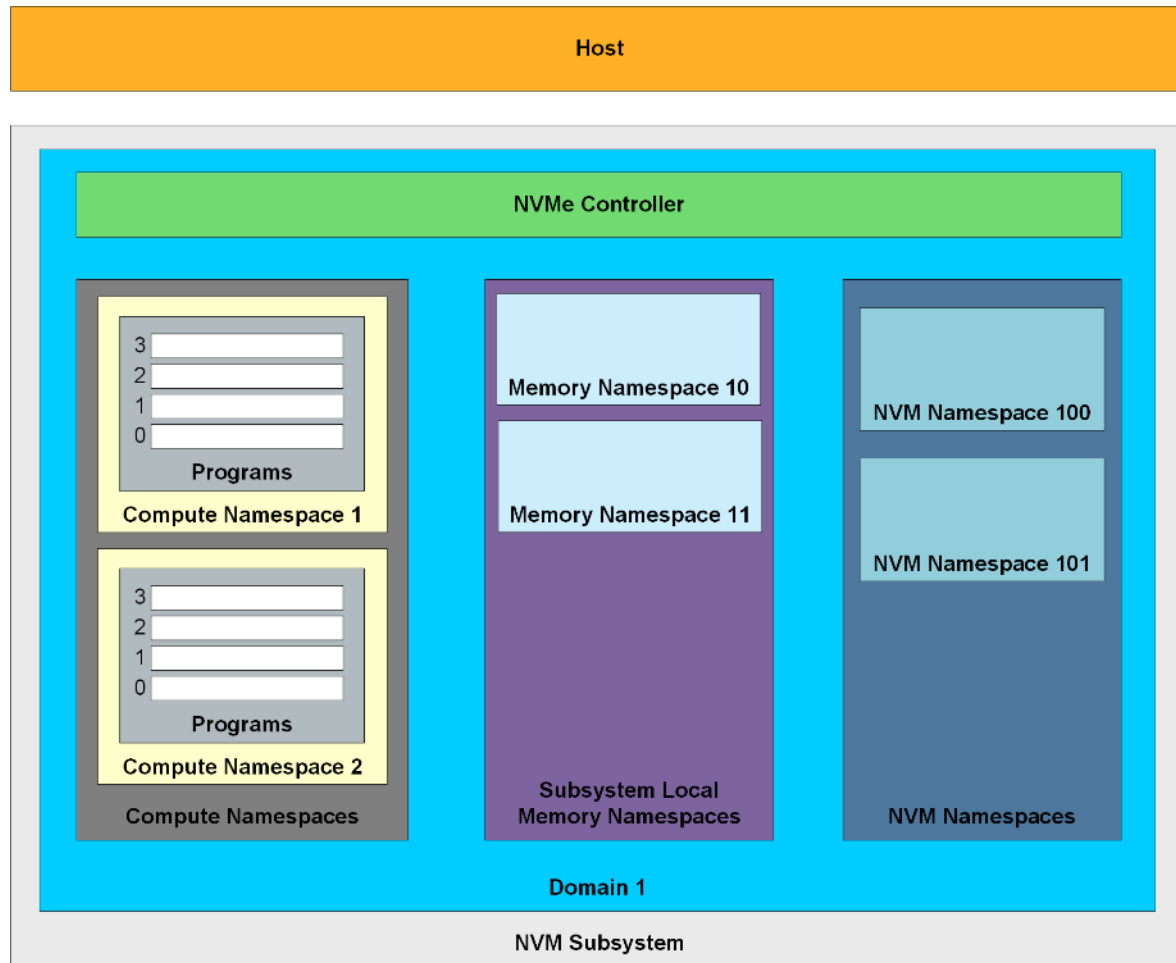 Host
NVMe Controller
3
2
1
0
Programs
Compute Namespace 1
3
2
1
0
Programs
Compute Namespace 2
Compute Namespaces
Memory Namespace 10
Memory Namespace 11
Subsystem Local
Memory Namespaces
NVM Namespace 100
NVM Namespace 101
NVM Namespaces
Domain 1
NVM Subsystem